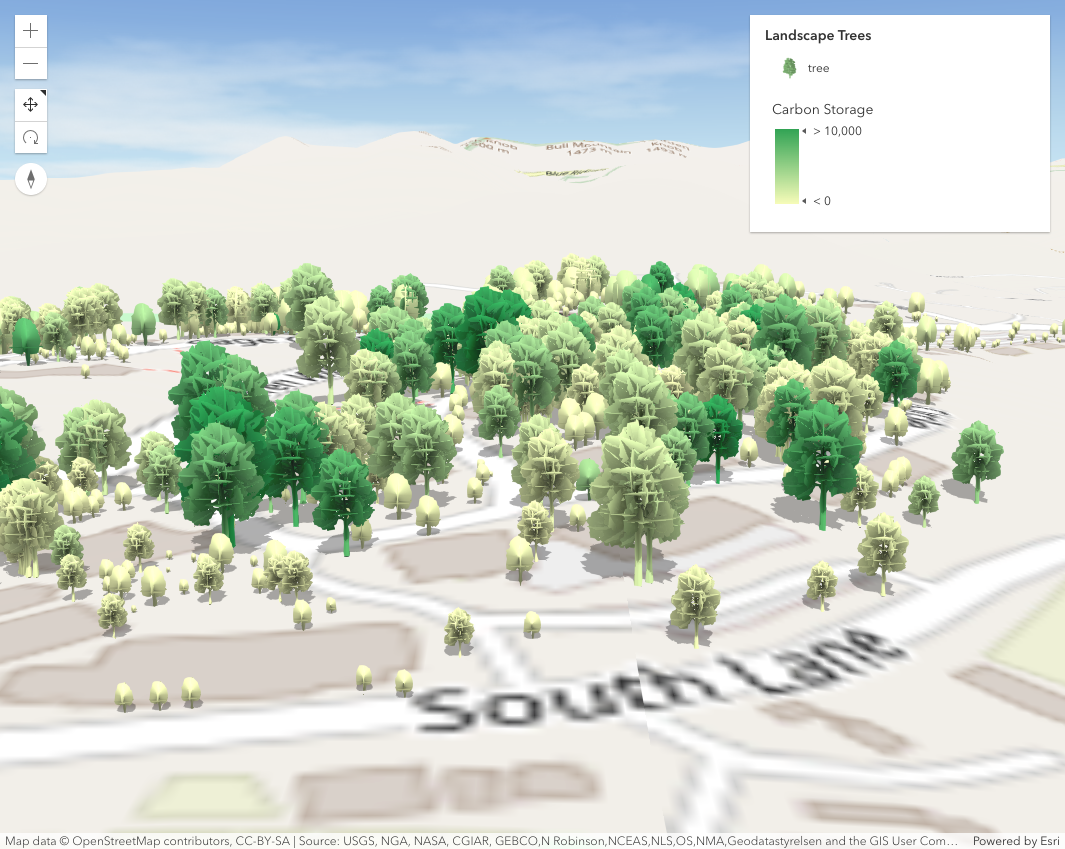 Landscape Trees
tree
Carbon Storage
> 10,000
< 0
Bull
South Lane
Map data © OpenStreetMap contributors, CC-BY-SA | Source: USGS, NGA, NASA, CGIAR, GEBCO,N Robinson,NCEAS,NLS,OS,NMA,Geodatastyrelsen and the GIS User Com…
Powered by Esri